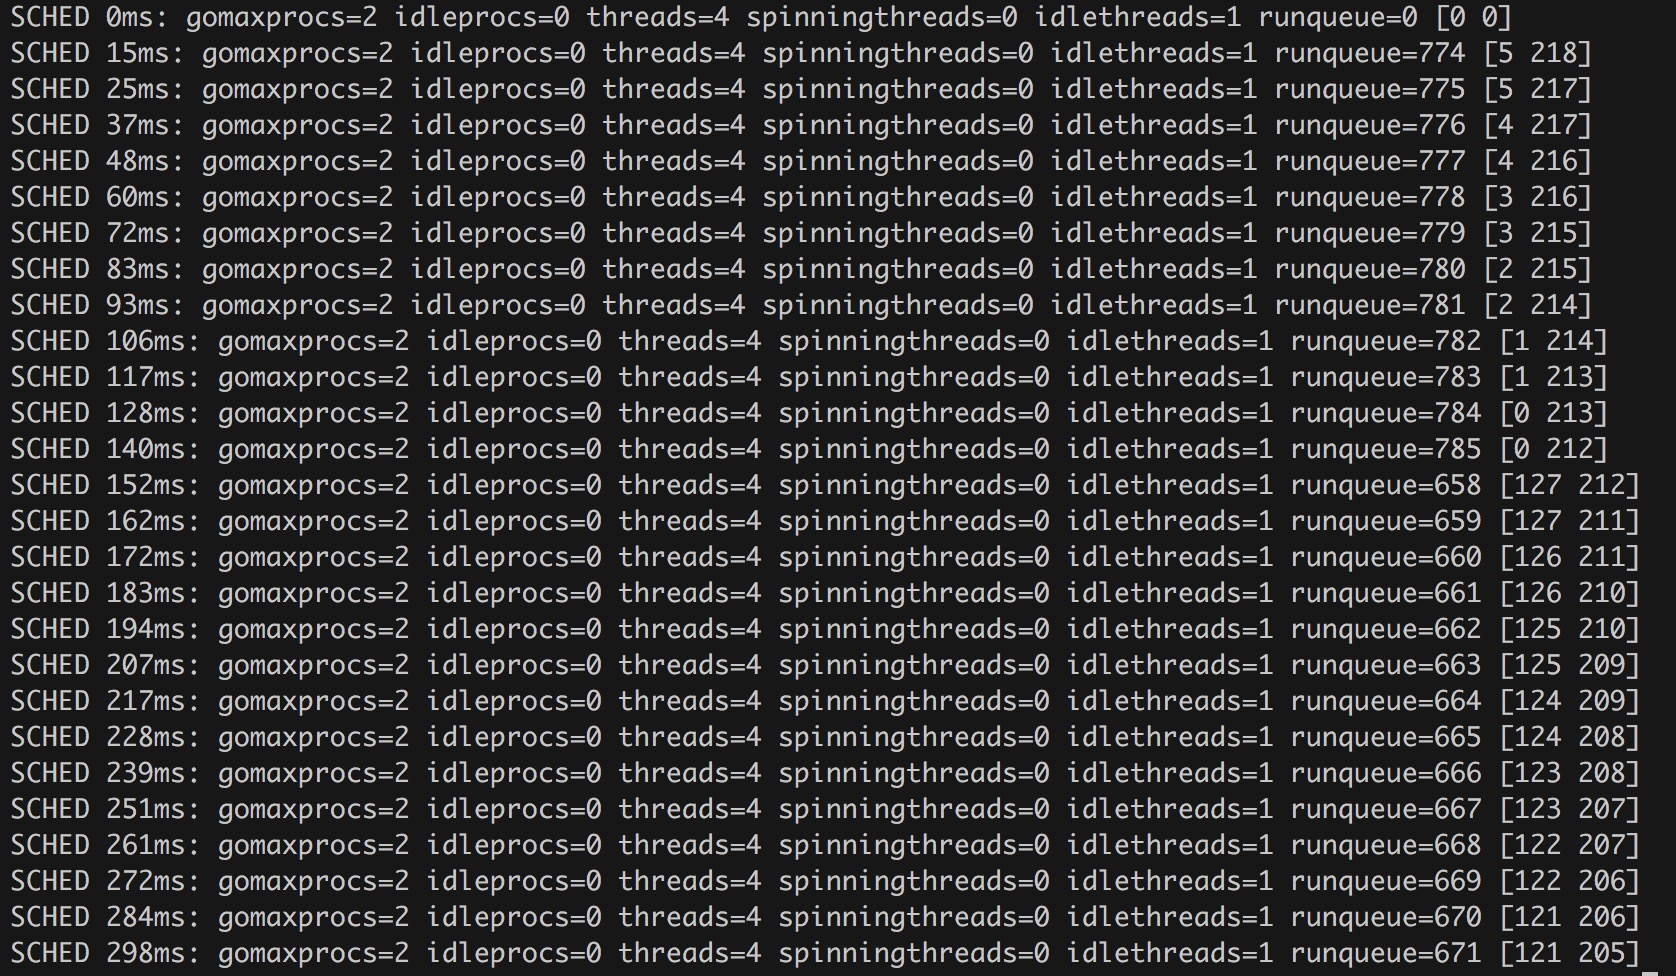 SCHED 0ms: gomaxprocs=2 idleprocs=0 threads=4 spinningthreads=0 idlethreads=1 runqueue=0 [0 0]
SCHED 15ms: gomaxprocs=2 idleprocs=0 threads=4 spinningthreads=0 idlethreads=1 runqueue=774 [5 218]
SCHED 25ms: gomaxprocs=2 idleprocs=0 threads=4 spinningthreads=0 idlethreads=1 runqueue=775 [5 217]
SCHED 37ms: gomaxprocs=2 idleprocs=0 threads=4 spinningthreads=0 idlethreads=1 runqueue=776 [4 217]
SCHED 48ms: gomaxprocs=2 idleprocs=0 threads=4 spinningthreads=0 idlethreads=1 runqueue=777 [4 216]
SCHED 60ms: gomaxprocs=2 idleprocs=0 threads=4 spinningthreads=0 idlethreads=1 runqueue=778 [3 216]
SCHED 72ms: gomaxprocs=2 idleprocs=0 threads=4 spinningthreads=0 idlethreads=1 runqueue=779 [3 215]
SCHED 83ms: gomaxprocs=2 idleprocs=0 threads=4 spinningthreads=0 idlethreads=1 runqueue=780 [2 215]
SCHED 93ms: gomaxprocs=2 idleprocs=0 threads=4 spinningthreads=0 idlethreads=1 runqueue=781 [2 214]
SCHED 106ms: gomaxprocs=2 idleprocs=0 threads=4 spinningthreads=0 idlethreads=1 runqueue=782 [1 214]
SCHED 117ms: gomaxprocs=2 idleprocs=0 threads=4 spinningthreads=0 idlethreads=1 runqueue=783 [1 213]
SCHED 128ms: gomaxprocs=2 idleprocs=0 threads=4 spinningthreads=0 idlethreads=1 runqueue=784 [0 213]
SCHED 140ms: gomaxprocs=2 idleprocs=0 threads=4 spinningthreads=0 idlethreads=1 runqueue=785 [0 212]
SCHED 152ms: gomaxprocs=2 idleprocs=0 threads=4 spinningthreads=0 idlethreads=1 runqueue=658 [127 212]
SCHED 162ms: gomaxprocs=2 idleprocs=0 threads=4 spinningthreads=0 idlethreads=1 runqueue=659 [127 211]
SCHED 172ms: gomaxprocs=2 idleprocs=0 threads=4 spinningthreads=0 idlethreads=1 runqueue=660 [126 211]
SCHED 183ms: gomaxprocs=2 idleprocs=0 threads=4 spinningthreads=0 idlethreads=1 runqueue=661 [126 210]
SCHED 194ms: gomaxprocs=2 idleprocs=0 threads=4 spinningthreads=0 idlethreads=1 runqueue=662 [125 210]
SCHED 207ms: gomaxprocs=2 idleprocs=0 threads=4 spinningthreads=0 idlethreads=1 runqueue=663 [125 209]
SCHED 217ms: gomaxprocs=2 idleprocs=0 threads=4 spinningthreads=0 idlethreads=1 runqueue=664 [124 209]
SCHED 228ms: gomaxprocs=2 idleprocs=0 threads=4 spinningthreads=0 idlethreads=1 runqueue=665 [124 208]
SCHED 239ms: gomaxprocs=2 idleprocs=0 threads=4 spinningthreads=0 idlethreads=1 runqueue=666 [123 208]
SCHED 251ms: gomaxprocs=2 idleprocs=0 threads=4 spinningthreads=0 idlethreads=1 runqueue=667 [123 207]
SCHED 261ms: gomaxprocs=2 idleprocs=0 threads=4 spinningthreads=0 idlethreads=1 runqueue=668 [122 207]
SCHED 272ms: gomaxprocs=2 idleprocs=0 threads=4 spinningthreads=0 idlethreads=1 runqueue=669 [122 206]
SCHED 284ms: gomaxprocs=2 idleprocs=0 threads=4 spinningthreads=0 idlethreads=1 runqueue=670 [121 206]
SCHED 298ms: gomaxprocs=2 idleprocs=0 threads=4 spinningthreads=0 idlethreads=1 runqueue=671 [121 205]